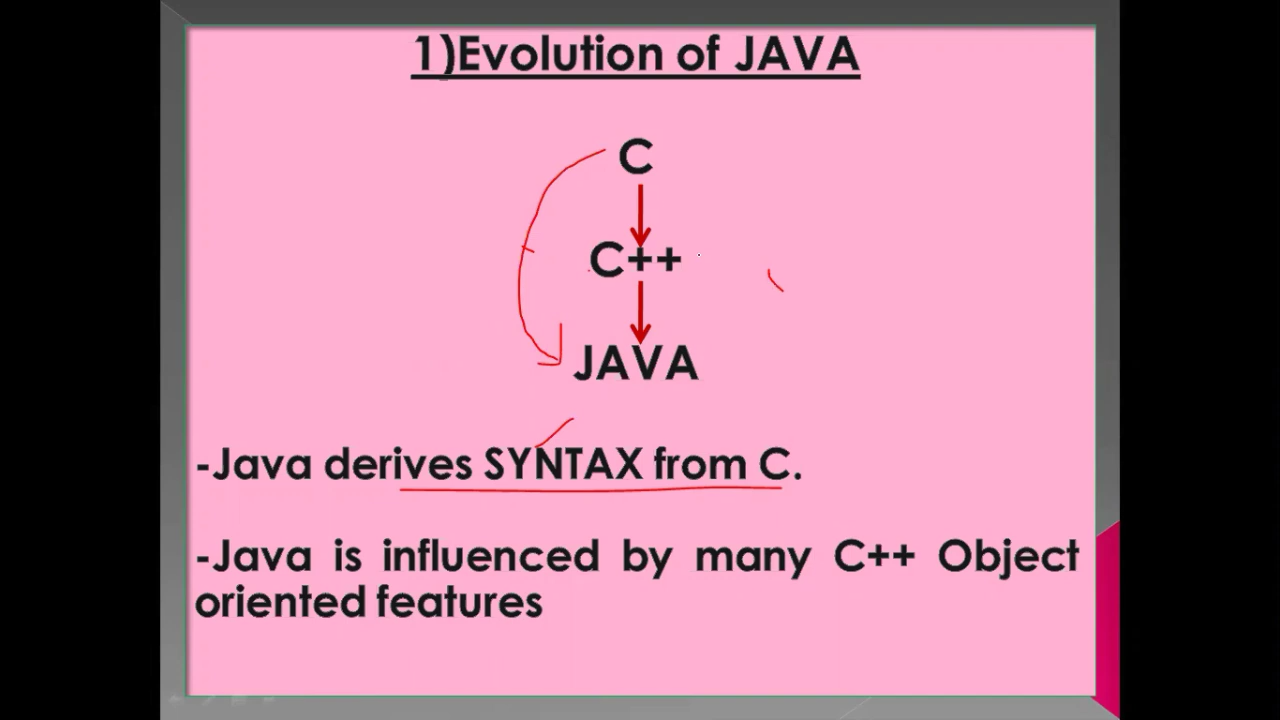 1)Evolution of JAVA
C
C++
JAVA
-Java derives SYNTAX from C.
-Java is influenced by many C++ Object
oriented features